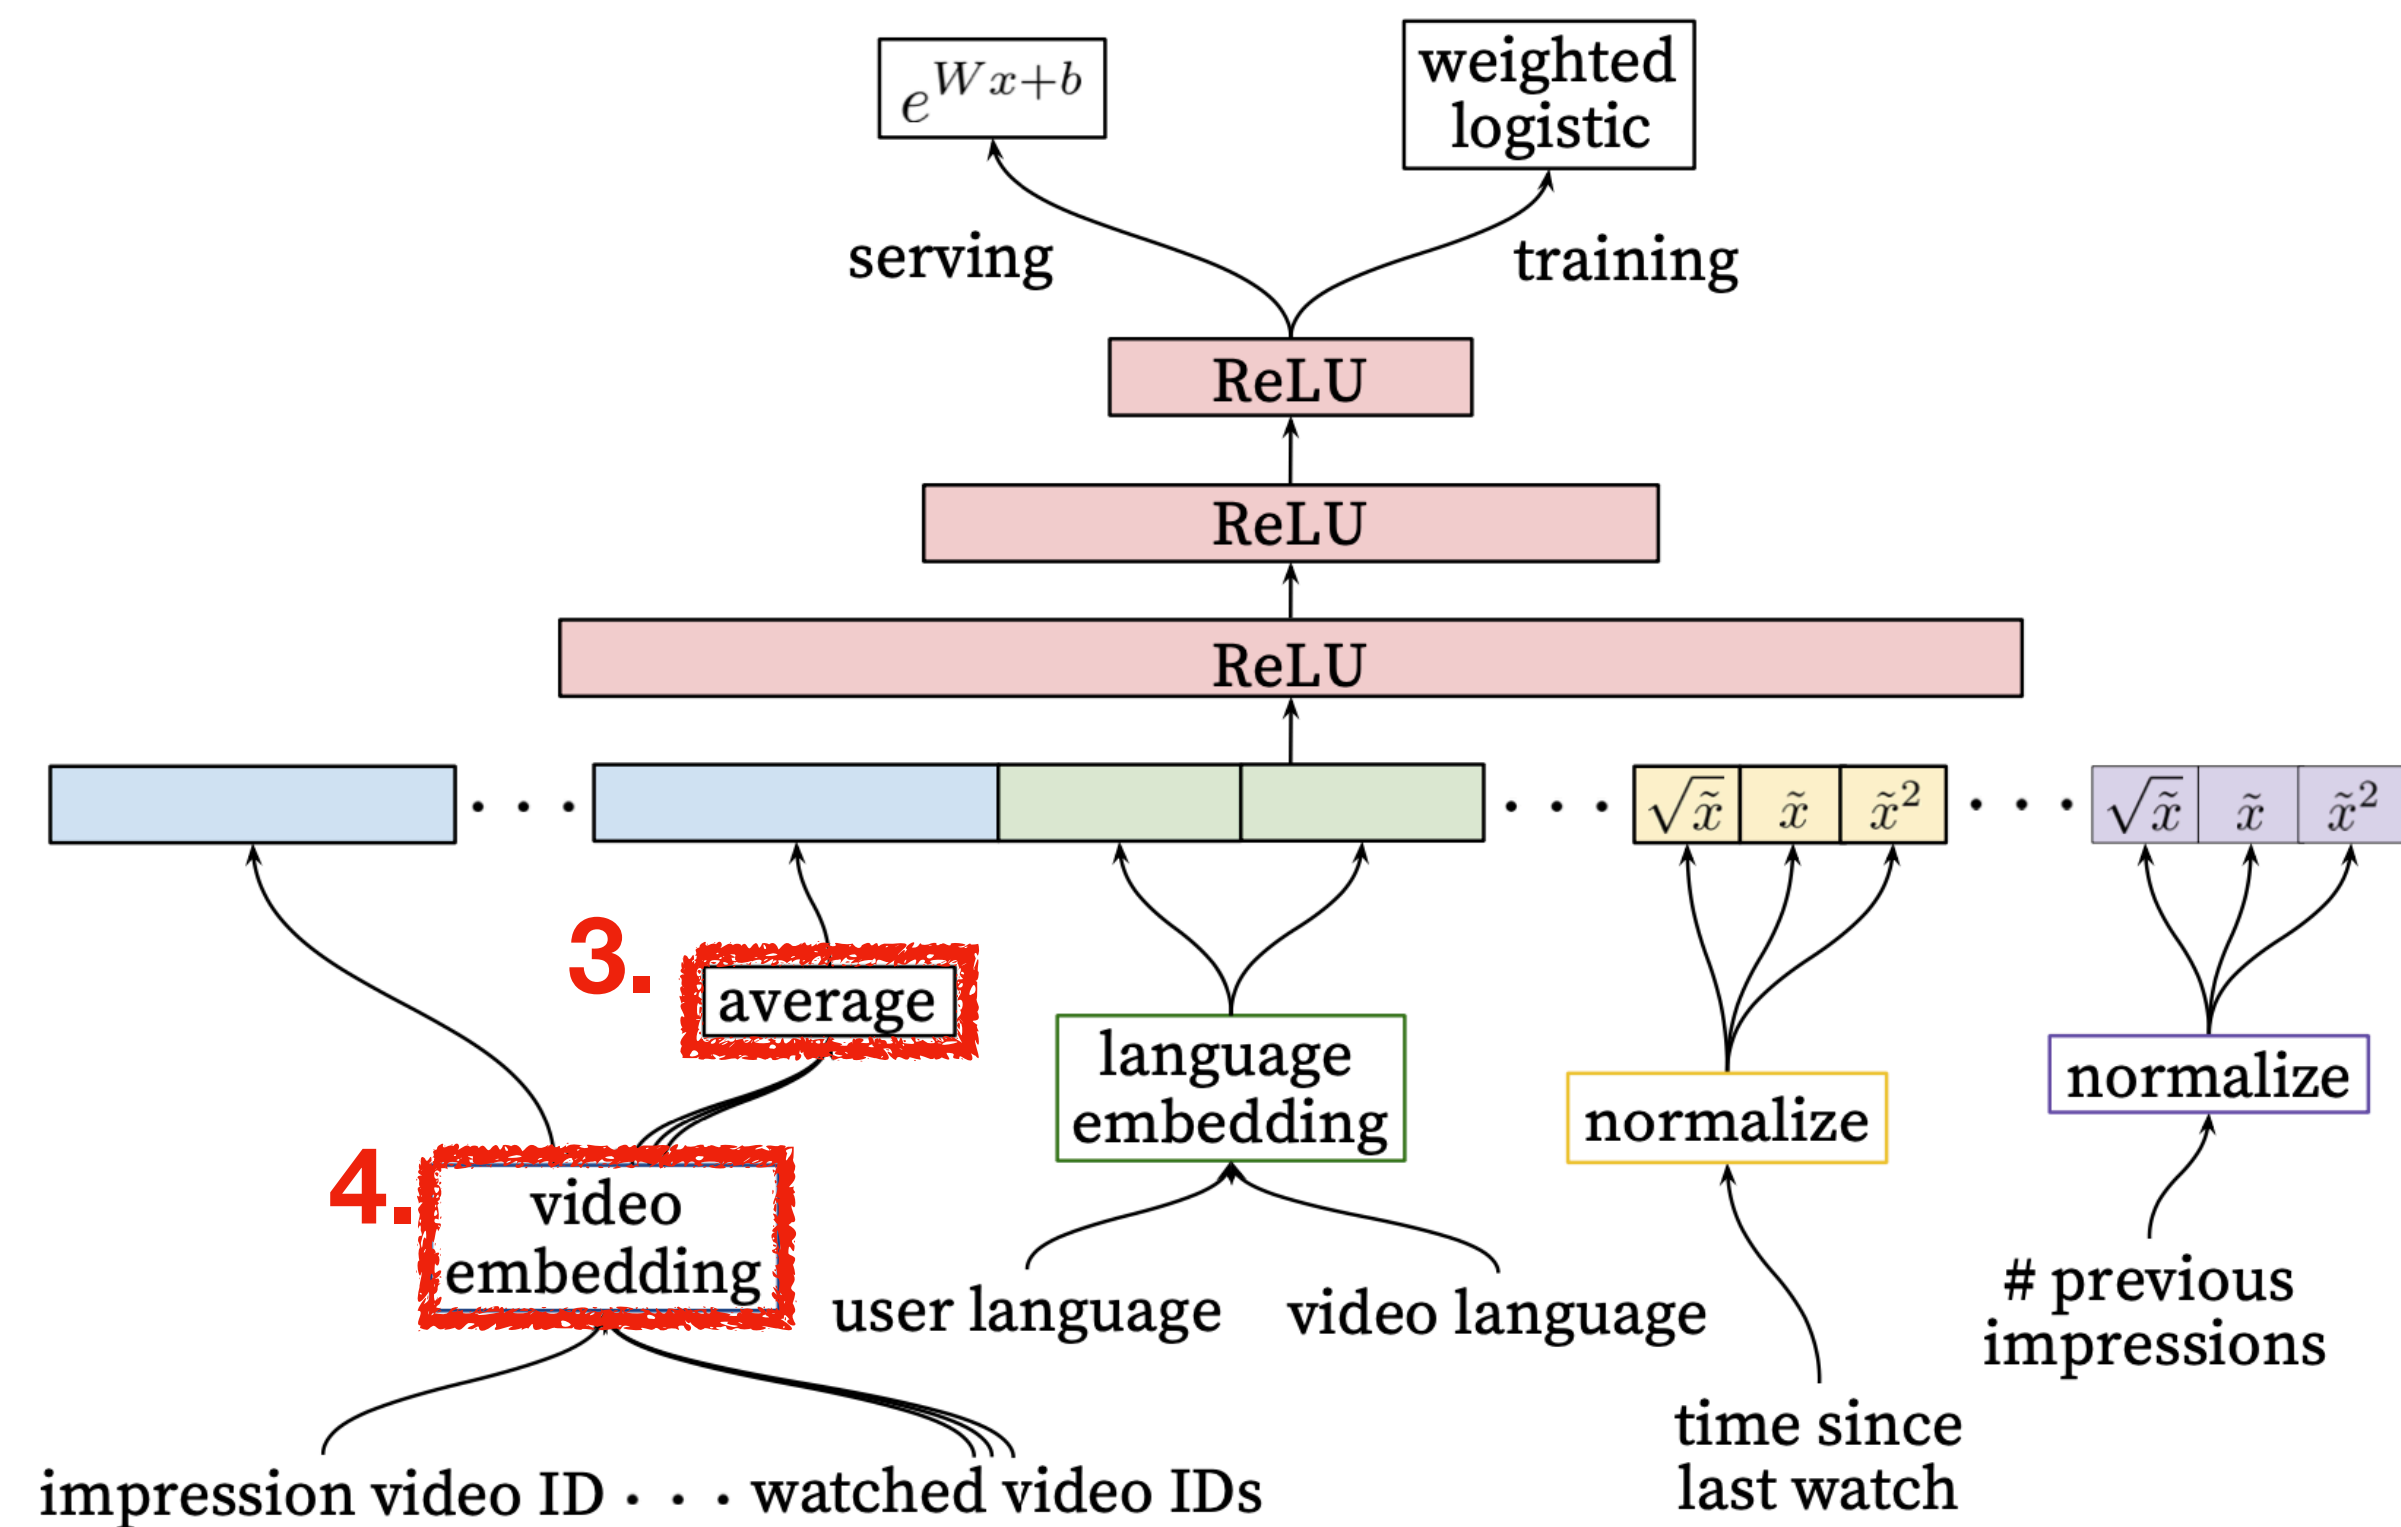 e^{Wx+b}
weighted
logistic
serving
training
ReLU
ReLU
ReLU
. . .
. . .
√x̃ x̃ x̃²
. . .
√x̃ x̃ x̃²
3.
average
4.
video
embedding
language
embedding
normalize
normalize
user language
video language
# previous
impressions
time since
last watch
impression video ID . . . watched video IDs